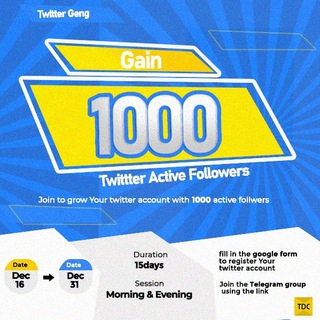 Twitter Geng
Gain
1000
Twittter Active Followers
Join to grow Your twitter account with 1000 active follwers
Date
Dec
16
Date
Dec
31
Duration
15days
Session
Morning & Evening
fill in the google form
to register Your
twitter account
Join the Telegram group
using the link
TDC